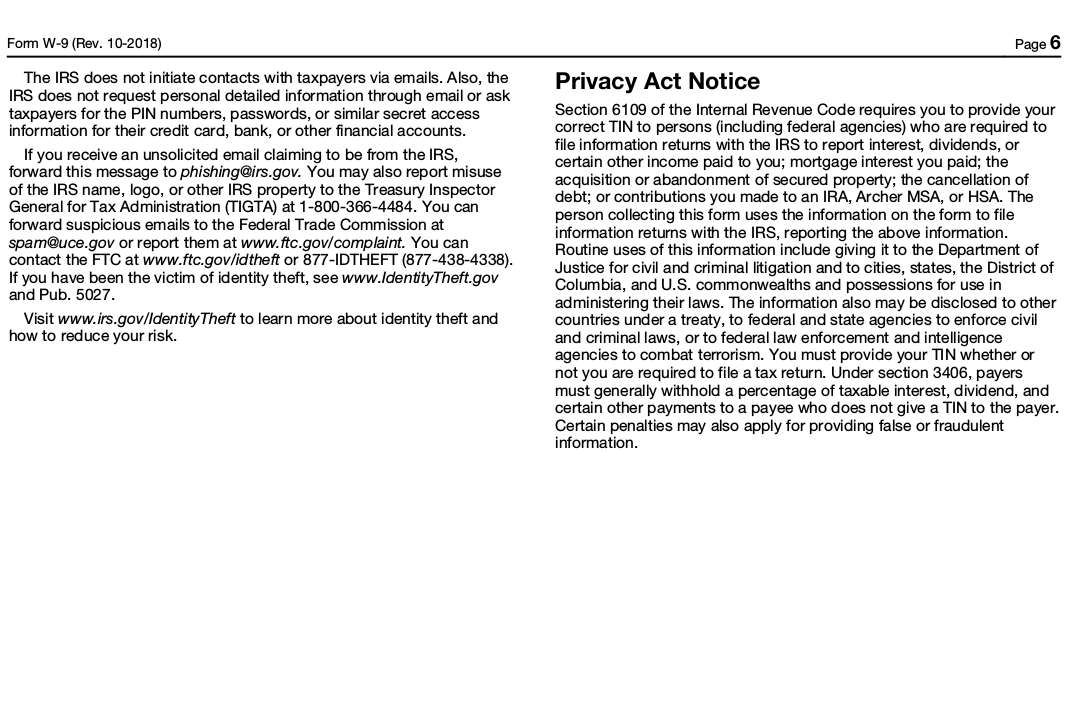 Form W-9 (Rev. 10-2018)
Page 6
The IRS does not initiate contacts with taxpayers via emails. Also, the
IRS does not request personal detailed information through email or ask
taxpayers for the PIN numbers, passwords, or similar secret access
information for their credit card, bank, or other financial accounts.
If you receive an unsolicited email claiming to be from the IRS,
forward this message to phishing@irs.gov. You may also report misuse
of the IRS name, logo, or other IRS property to the Treasury Inspector
General for Tax Administration (TIGTA) at 1-800-366-4484. You can
forward suspicious emails to the Federal Trade Commission at
spam@uce.gov or report them at www.ftc.gov/complaint. You can
contact the FTC at www.ftc.gov/idtheft or 877-IDTHEFT (877-438-4338).
If you have been the victim of identity theft, see www.IdentityTheft.gov
and Pub. 5027.
Visit www.irs.gov/IdentityTheft to learn more about identity theft and
how to reduce your risk.
Privacy Act Notice
Section 6109 of the Internal Revenue Code requires you to provide your
correct TIN to persons (including federal agencies) who are required to
file information returns with the IRS to report interest, dividends, or
certain other income paid to you; mortgage interest you paid; the
acquisition or abandonment of secured property; the cancellation of
debt; or contributions you made to an IRA, Archer MSA, or HSA. The
person collecting this form uses the information on the form to file
information returns with the IRS, reporting the above information.
Routine uses of this information include giving it to the Department of
Justice for civil and criminal litigation and to cities, states, the District of
Columbia, and U.S. commonwealths and possessions for use in
administering their laws. The information also may be disclosed to other
countries under a treaty, to federal and state agencies to enforce civil
and criminal laws, or to federal law enforcement and intelligence
agencies to combat terrorism. You must provide your TIN whether or
not you are required to file a tax return. Under section 3406, payers
must generally withhold a percentage of taxable interest, dividend, and
certain other payments to a payee who does not give a TIN to the payer.
Certain penalties may also apply for providing false or fraudulent
information.